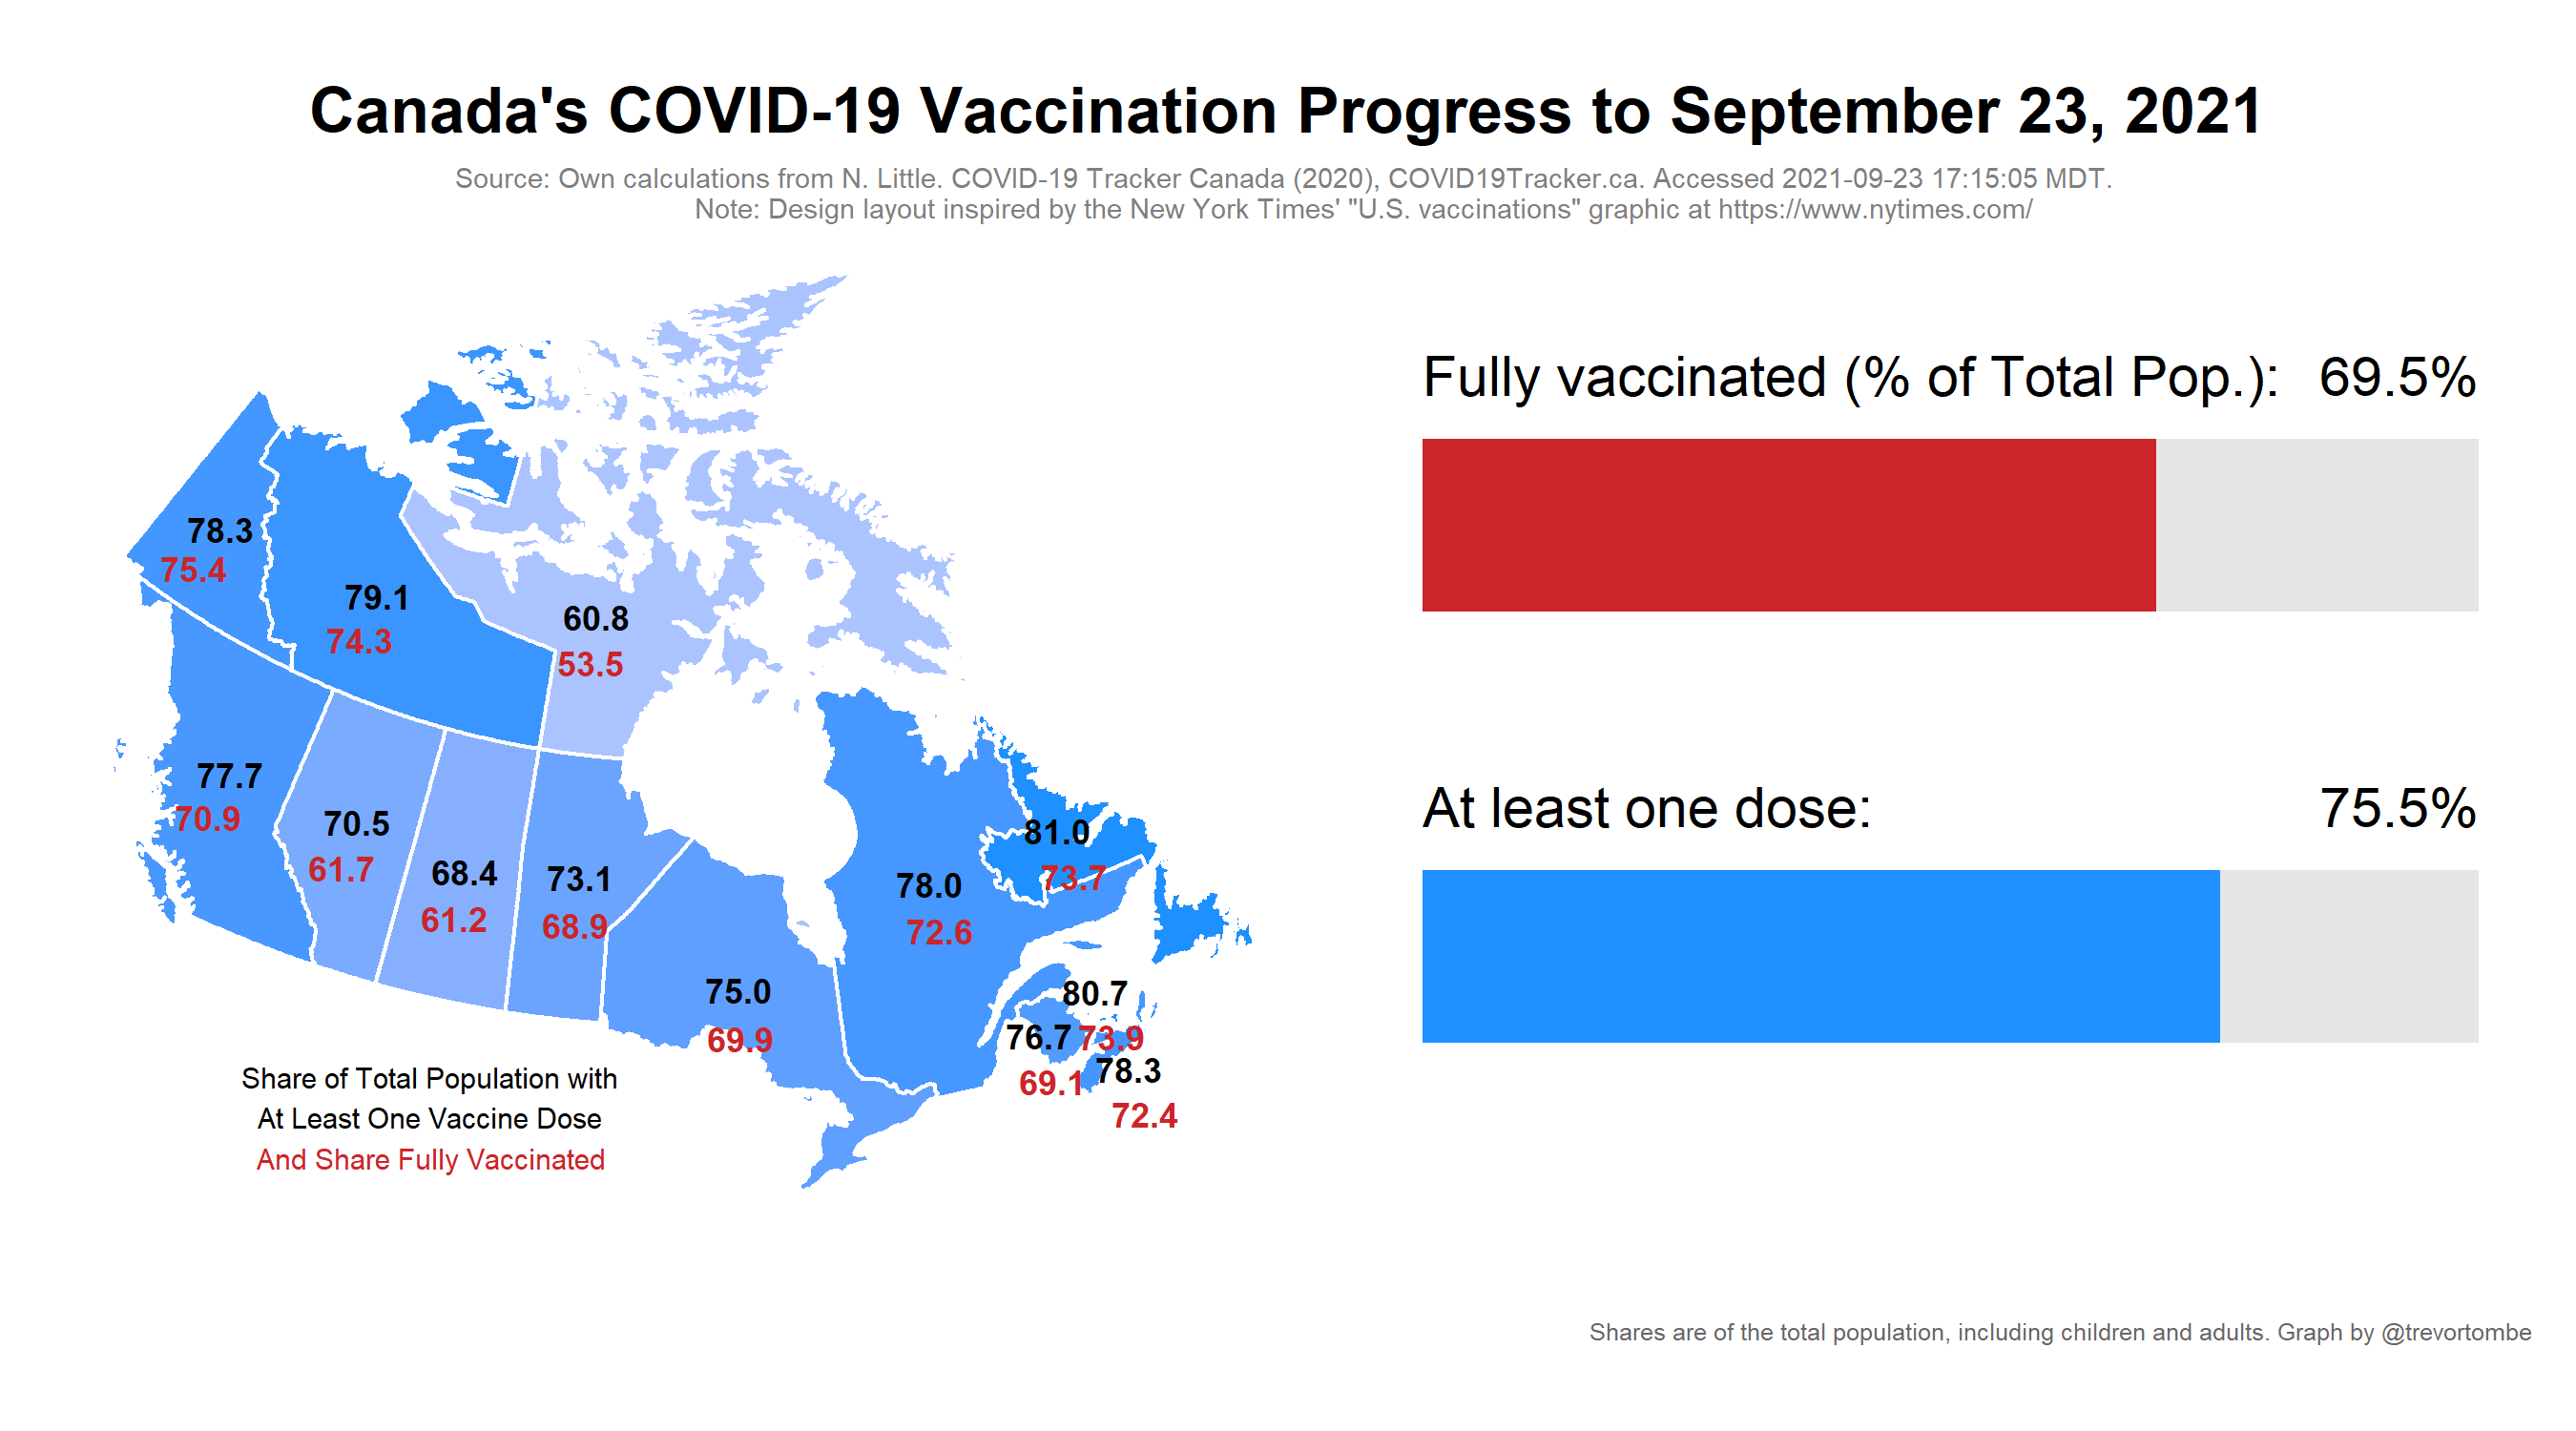 Canada's COVID-19 Vaccination Progress to September 23, 2021
Source: Own calculations from N. Little. COVID-19 Tracker Canada (2020), COVID19Tracker.ca. Accessed 2021-09-23 17:15:05 MDT.
Note: Design layout inspired by the New York Times' "U.S. vaccinations" graphic at https://www.nytimes.com/
78.3
75.4
79.1
74.3
60.8
53.5
77.7
70.9
70.5
61.7
68.4
61.2
73.1
68.9
75.0
69.9
78.0
72.6
81.0
73.7
80.7
73.9
76.7
69.1
78.3
72.4
Share of Total Population with
At Least One Vaccine Dose
And Share Fully Vaccinated
Fully vaccinated (% of Total Pop.): 69.5%
At least one dose: 75.5%
Shares are of the total population, including children and adults. Graph by @trevortombe